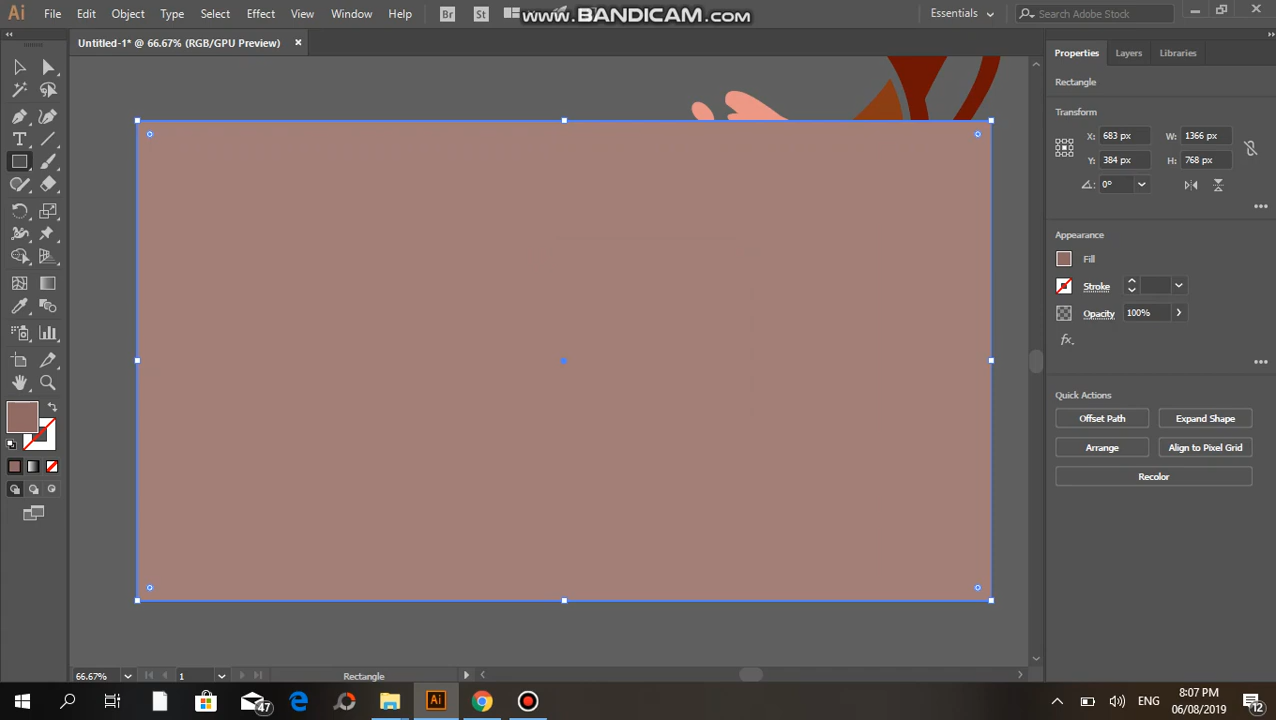 Ai File Edit Object Type Select Effect View Window Help Br St www.BANDICAM.com Essentials Search Adobe Stock
Untitled-1* @ 66.67% (RGB/GPU Preview)
Properties Layers Libraries
Rectangle
Transform
X: 683 px W: 1366 px
Y: 384 px H: 768 px
0°
Appearance
Fill
Stroke
Opacity 100%
fx.
Quick Actions
Offset Path Expand Shape
Arrange Align to Pixel Grid
Recolor
66.67% 1 Rectangle
47 Ai ENG 8:07 PM
06/08/2019 12